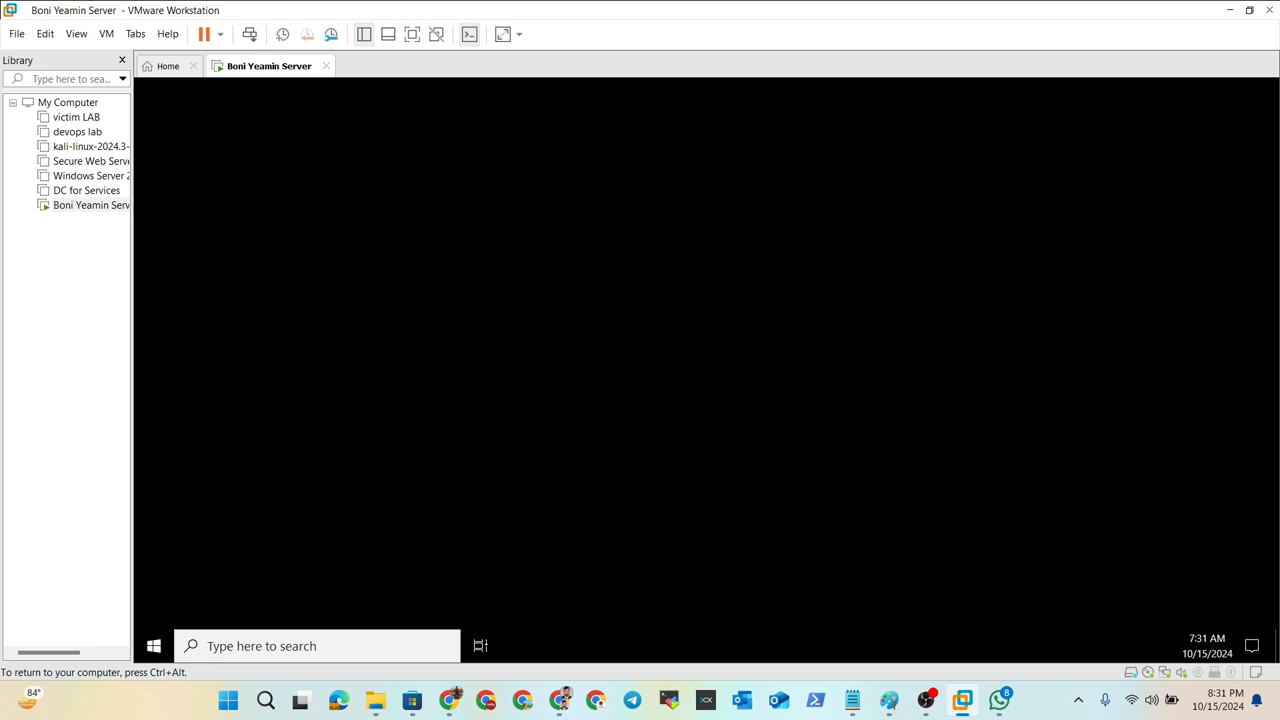 Boni Yeamin Server - VMware Workstation
File Edit View VM Tabs Help
Library
Type here to sea...
Home
Boni Yeamin Server
My Computer
victim LAB
devops lab
kali-linux-2024.3-
Secure Web Serve
Windows Server 2
DC for Services
Boni Yeamin Serv
Type here to search
7:31 AM
10/15/2024
To return to your computer, press Ctrl+Alt.
84°
8
8:31 PM
10/15/2024